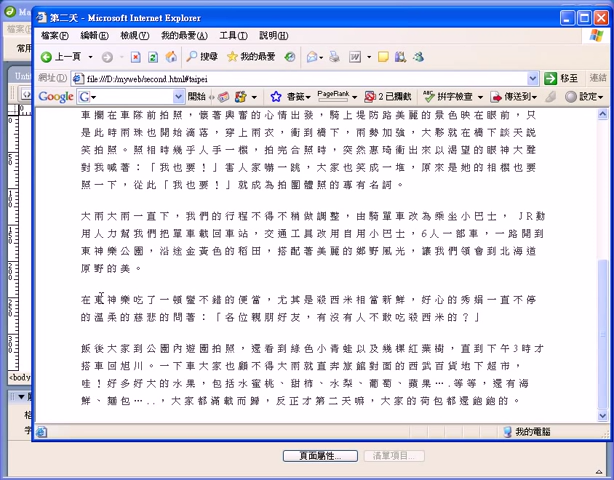 Menu
第二天 - Microsoft Internet Explorer
檔案(F) 編輯(E) 檢視(V) 我的最愛(A) 工具(T) 說明(H)
上一頁 搜尋 我的最愛
網址(D) file:///D:/myweb/second.html#taipei 移至 連結
Google G 開始 書籤 PageRank 2已攔 拼字檢查 傳送到 設定
車攔在車隊前拍照，懷著興奮的心情出發，騎上堤防路美麗的景色映在眼前，只
是此時雨珠也開始滴落，穿上雨衣，衝到橋下，雨勢加強，大夥就在橋下談天說
笑拍照。照相時幾乎人手一機，拍完合照時，突然惠琦衝出來以渴望的眼神大聲
對我喊著：「我也要！」害人家嚇一跳，大家也笑成一堆，原來是她的相機也要
照一下，從此「我也要！」就成為拍團體照的專有名詞。
大雨大雨一直下，我們的行程不得不稍做調整，由騎單車改為乘坐小巴士，JR動
用人力幫我們把單車載回車站，交通工具改用自用小巴士，6人一部車，一路開到
東神樂公園，沿途金黃色的稻田，搭配著美麗的鄉野風光，讓我們領會到北海道
原野的美。
在東神樂吃了一頓蠻不錯的便當，尤其是殺西米相當新鮮，好心的秀絹一直不停
的溫柔的慈悲的問著：「各位親朋好友，有沒有人不敢吃殺西米的？」
飯後大家到公園內遊園拍照，還看到綠色小青蛙以及幾棵紅葉樹，直到下午3時才
搭車回旭川。一下車大家也顧不得大雨就直奔旅館對面的西武百貨地下超市，
哇！好多好大的水果，包括水蜜桃、甜柿、水梨、葡萄、蘋果…等等，還有海
鮮、麵包….，大家都滿載而歸，反正才第二天嘛，大家的荷包都還飽飽的。
我的電腦
<body
頁面屬性... 清單項目...